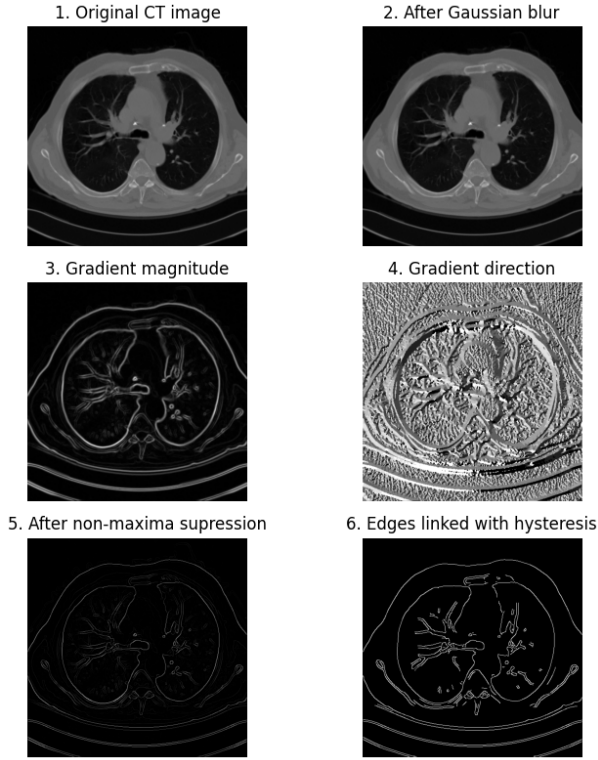 1. Original CT image
2. After Gaussian blur
3. Gradient magnitude
4. Gradient direction
5. After non-maxima supression
6. Edges linked with hysteresis